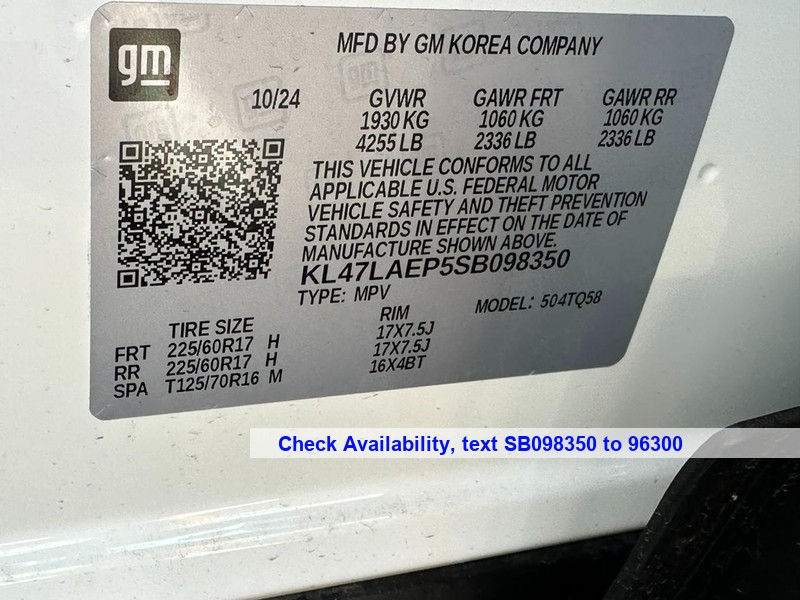 gm
MFD BY GM KOREA COMPANY
10/24 GVWR GAWR FRT GAWR RR
1930 KG 1060 KG 1060 KG
4255 LB 2336 LB 2336 LB
THIS VEHICLE CONFORMS TO ALL
APPLICABLE U.S. FEDERAL MOTOR
VEHICLE SAFETY AND THEFT PREVENTION
STANDARDS IN EFFECT ON THE DATE OF
MANUFACTURE SHOWN ABOVE.
KL47LAEP5SB098350
TYPE: MPV MODEL: 504TQ58
TIRE SIZE RIM
FRT 225/60R17 H 17X7.5J
RR 225/60R17 H 17X7.5J
SPA T125/70R16 M 16X4BT
Check Availability, text SB098350 to 96300